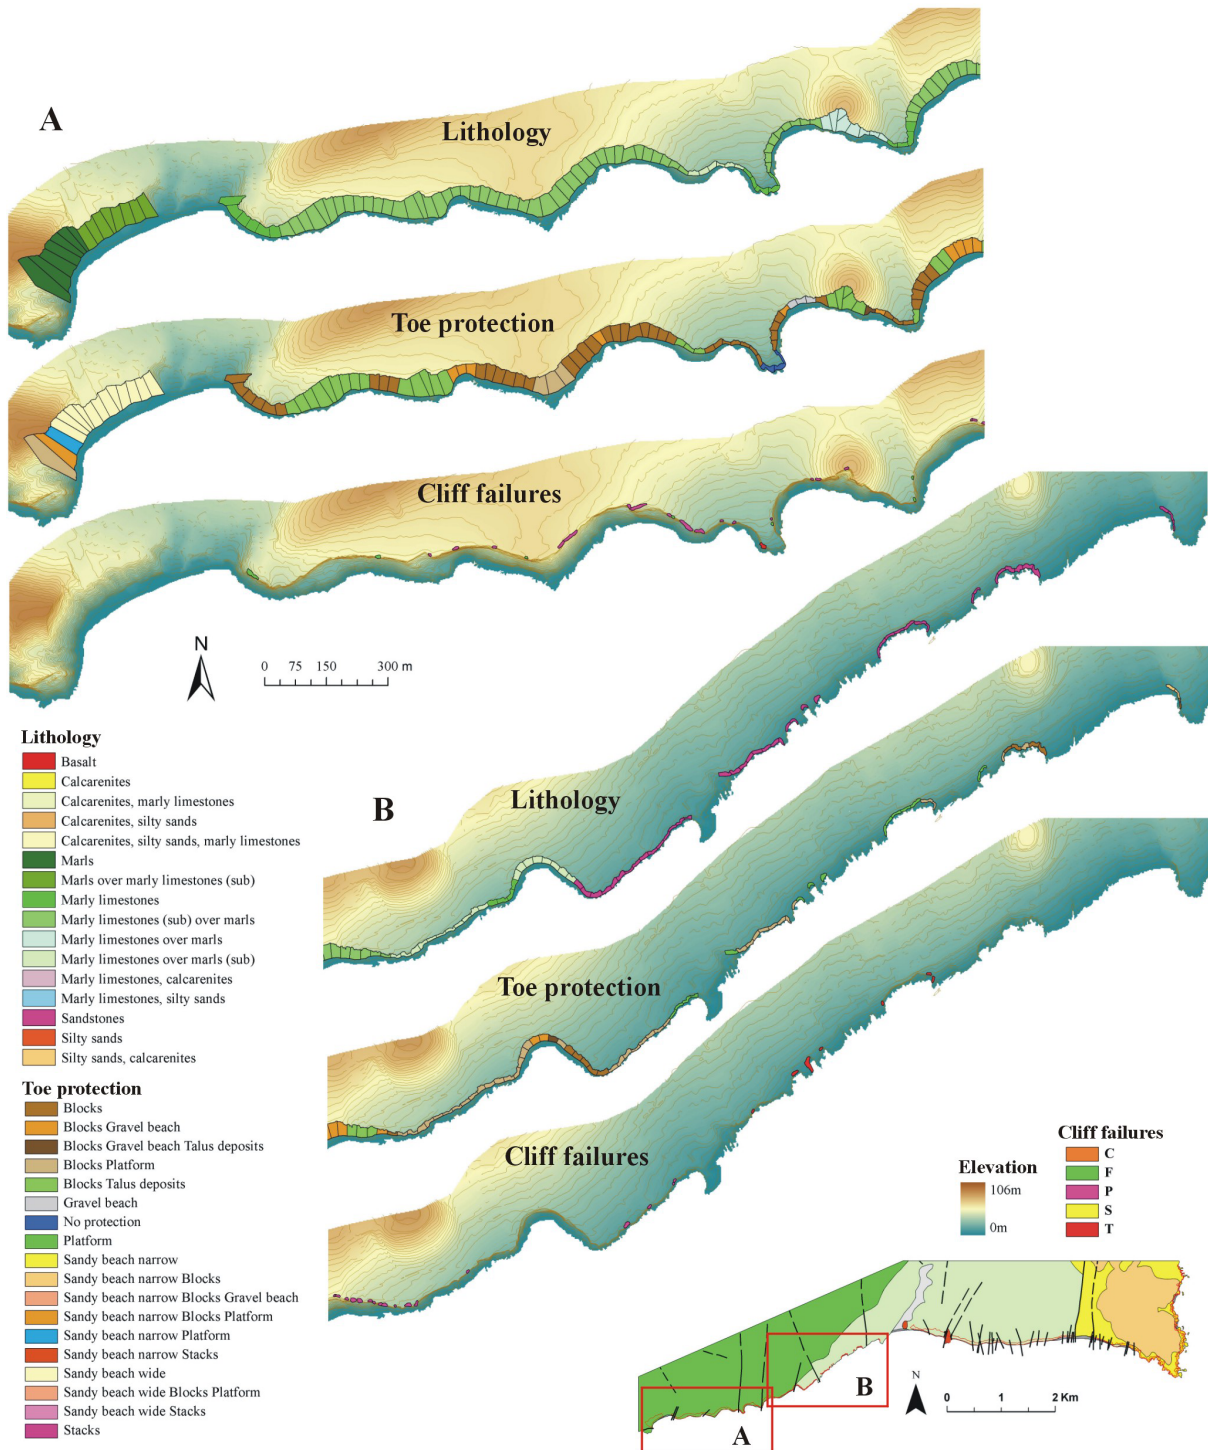 A
Lithology
Toe protection
Cliff failures
N
0 75 150 300 m
B
Lithology
Toe protection
Cliff failures
Lithology
Basalt
Calcarenites
Calcarenites, marly limestones
Calcarenites, silty sands
Calcarenites, silty sands, marly limestones
Marls
Marls over marly limestones (sub)
Marly limestones
Marly limestones (sub) over marls
Marly limestones over marls
Marly limestones over marls (sub)
Marly limestones, calcarenites
Marly limestones, silty sands
Sandstones
Silty sands
Silty sands, calcarenites
Toe protection
Blocks
Blocks Gravel beach
Blocks Gravel beach Talus deposits
Blocks Platform
Blocks Talus deposits
Gravel beach
No protection
Platform
Sandy beach narrow
Sandy beach narrow Blocks
Sandy beach narrow Blocks Gravel beach
Sandy beach narrow Blocks Platform
Sandy beach narrow Platform
Sandy beach narrow Stacks
Sandy beach wide
Sandy beach wide Blocks Platform
Sandy beach wide Stacks
Stacks
Elevation
106m
0m
Cliff failures
C
F
P
S
T
A
B
N
0 1 2 Km